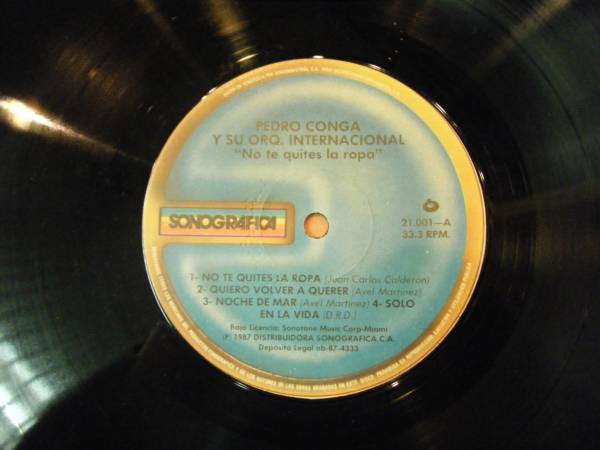 PEDRO CONGA
Y SU ORQ. INTERNACIONAL
"No te quites la ropa"
SONOGRAFICA
21.001-A
33.3 RPM.
1- NO TE QUITES LA ROPA (Juan Carlos Calderon)
2- QUIERO VOLVER A QUERER (Axel Martinez)
3- NOCHE DE MAR (Axel Martinez) 4- SOLO
EN LA VIDA (D.R.D.)
Bajo Licencia: Sonotone Music Corp-Miami
℗ 1987 DISTRIBUIDORA SONOGRAFICA C.A.
Deposito Legal nb-87-4333